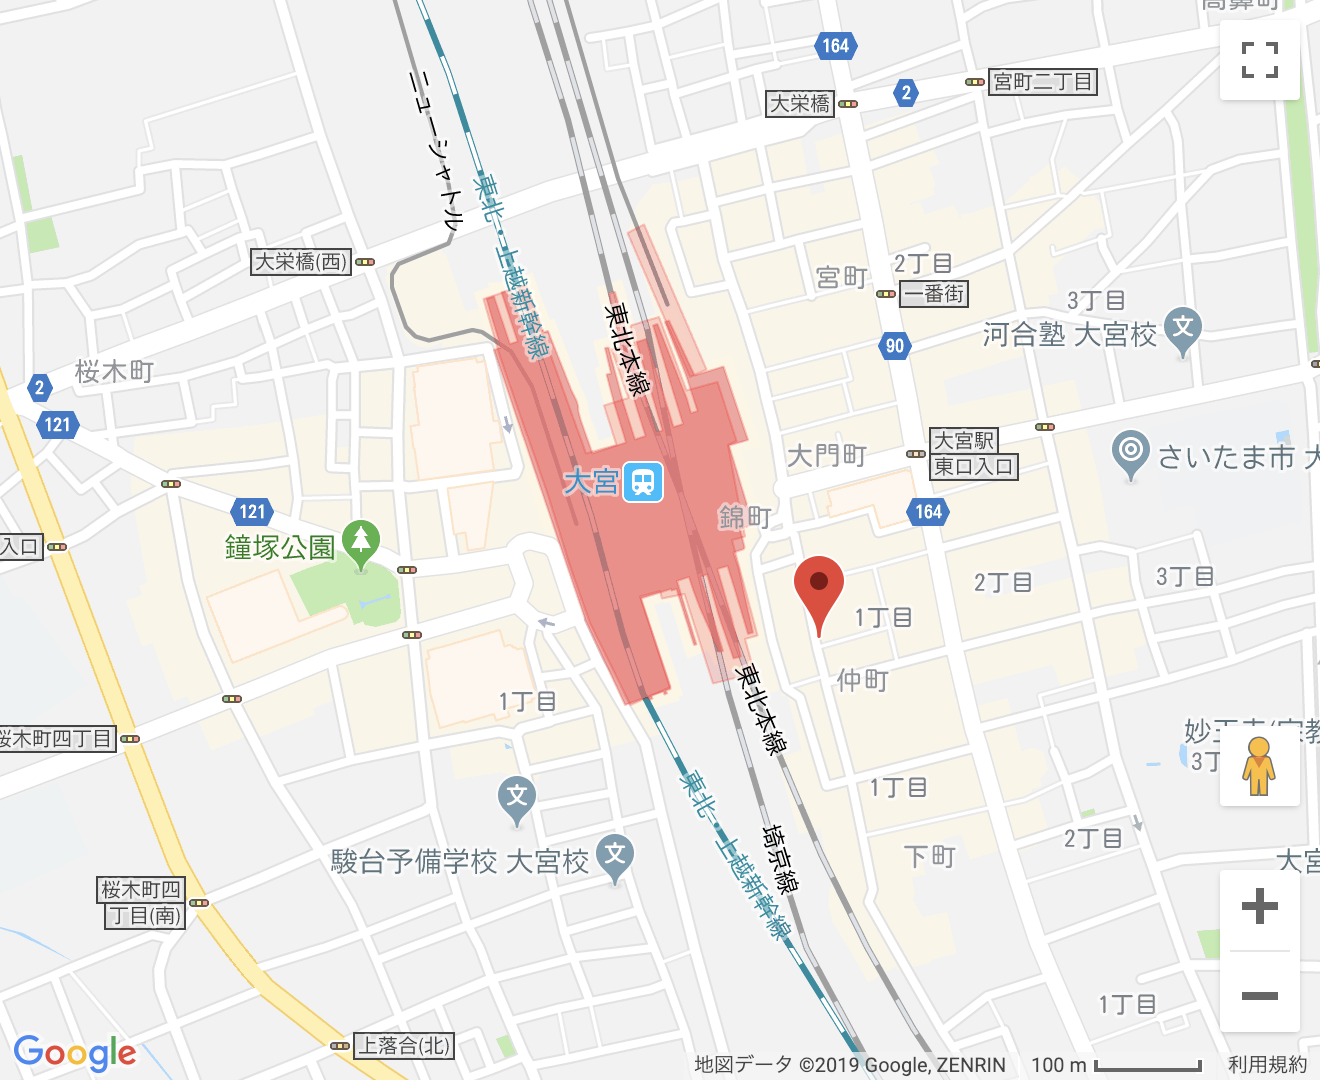 164
高鼻町
宮町二丁目
2
大栄橋
ニューシャトル
東北・上越新幹線
大栄橋(西)
2丁目
宮町
一番街
3丁目
東北本線
河合塾 大宮校
90
桜木町
2
121
大宮駅
東口入口
大門町
さいたま市 大
大宮
121
164
錦町
入口
鐘塚公園
2丁目
3丁目
1丁目
仲町
1丁目
東北本線
桜木町四丁目
3丁
1丁目
東北・上越新幹線
埼京線
2丁目
下町
駿台予備学校 大宮校
大宮
桜木町四
丁目(南)
1丁目
上落合(北)
Google
地図データ ©2019 Google, ZENRIN
100 m
利用規約